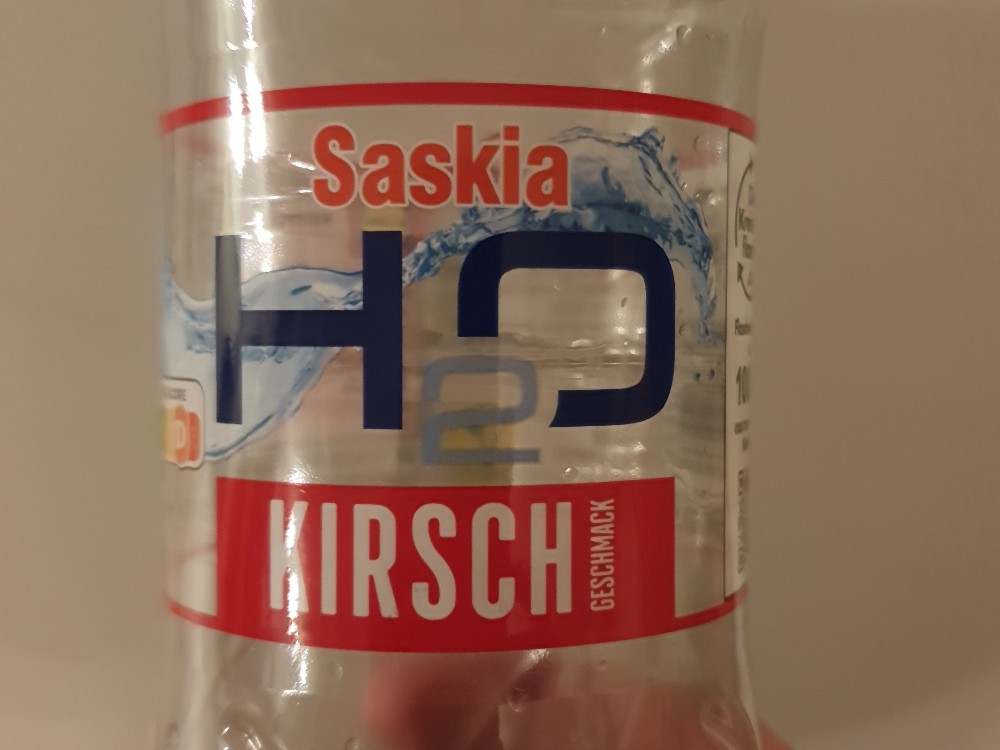 Saskia
H2O
KIRSCH
GESCHMACK
D